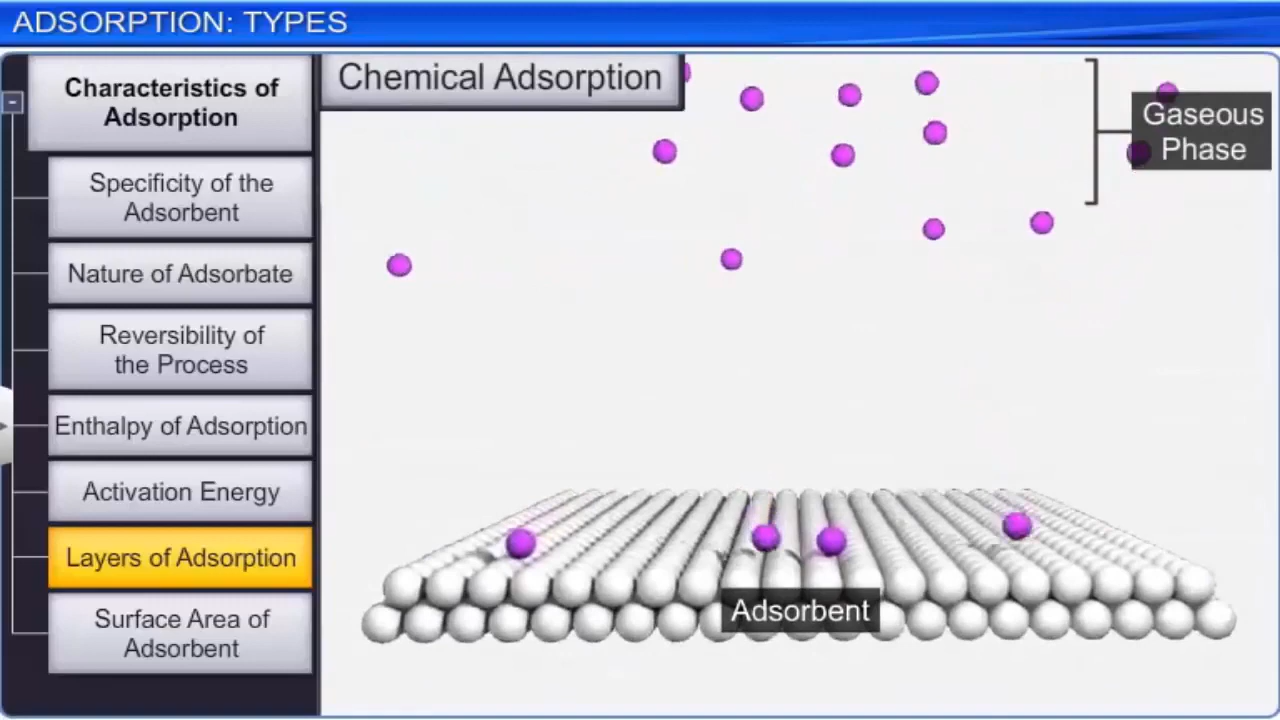 ADSORPTION: TYPES
Characteristics of
Adsorption
Specificity of the
Adsorbent
Nature of Adsorbate
Reversibility of
the Process
Enthalpy of Adsorption
Activation Energy
Layers of Adsorption
Surface Area of
Adsorbent
Chemical Adsorption
Gaseous
Phase
Adsorbent